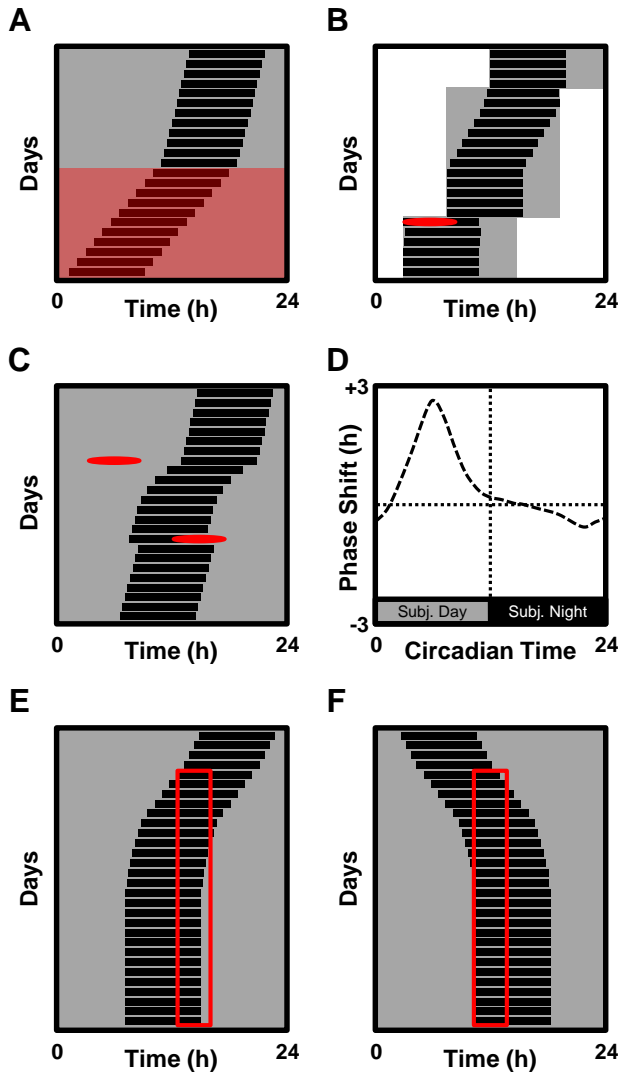 A
Days
0
24
Time (h)
B
Days
0
24
Time (h)
C
Days
0
24
Time (h)
D
+3
Phase Shift (h)
-3
Subj. Day
Subj. Night
0
24
Circadian Time
E
Days
0
24
Time (h)
F
Days
0
24
Time (h)